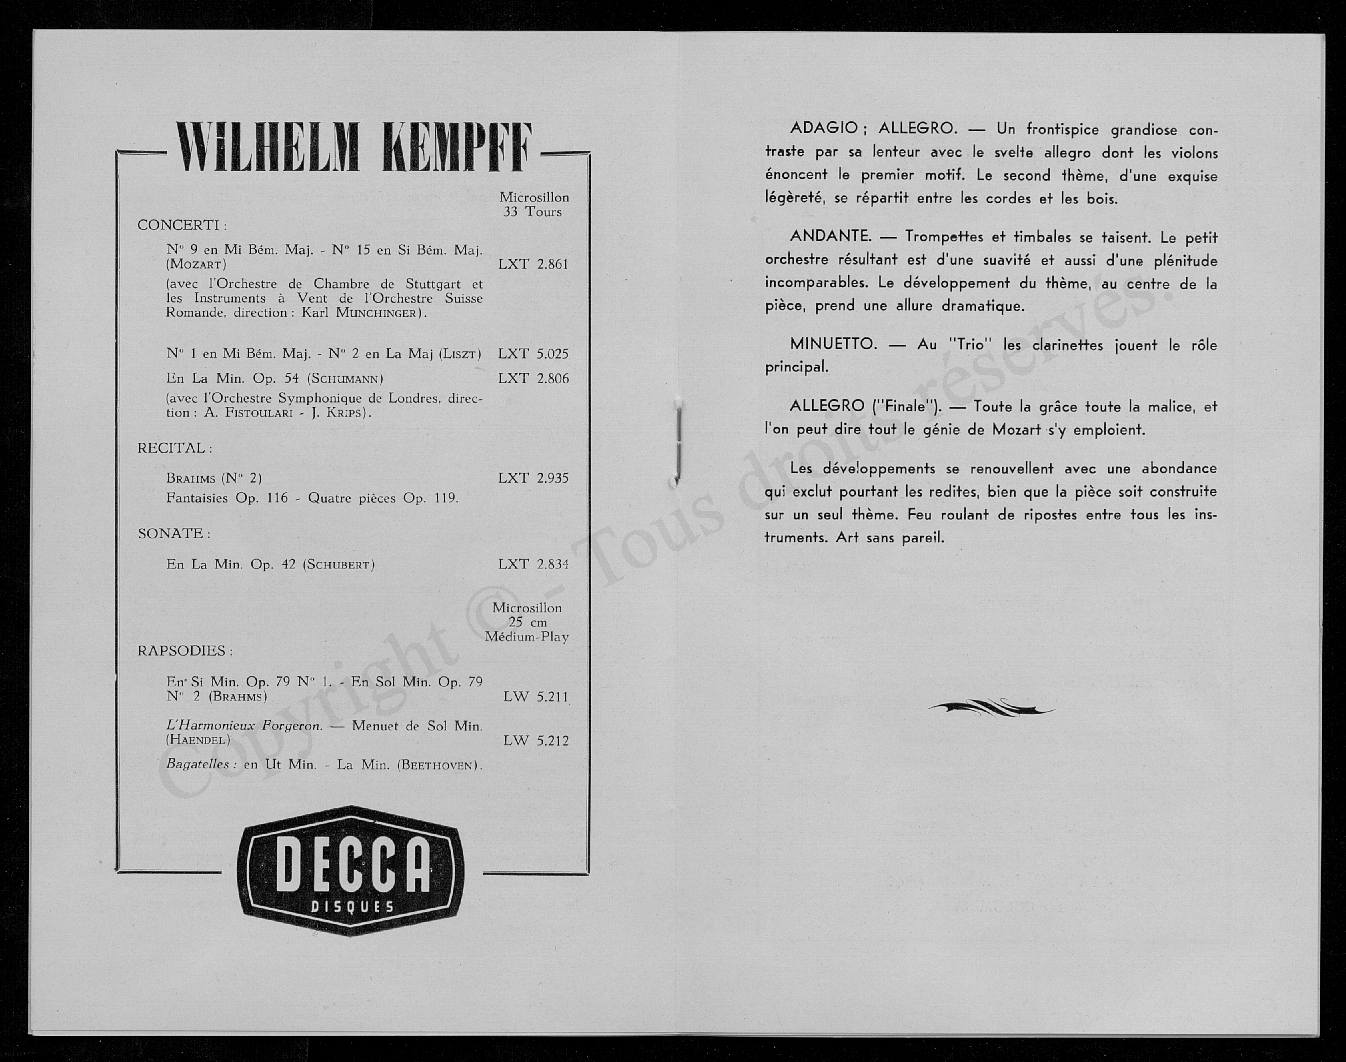 WILHELM KEMPFF
Microsillon
33 Tours
CONCERTI :
N° 9 en Mi Bém. Maj. - N° 15 en Si Bém. Maj.
(MOZART) LXT 2.861
(avec l'Orchestre de Chambre de Stuttgart et
les Instruments à Vent de l'Orchestre Suisse
Romande, direction : Karl MUNCHINGER).
N° 1 en Mi Bém. Maj. - N° 2 en La Maj (LISZT) LXT 5.025
En La Min. Op. 54 (SCHUMANN) LXT 2.806
(avec l'Orchestre Symphonique de Londres, direc-
tion : A. FISTOULARI - J. KRIPS).
RECITAL :
BRAHMS (N° 2) LXT 2.935
Fantaisies Op. 116 - Quatre pièces Op. 119.
SONATE :
En La Min. Op. 42 (SCHUBERT) LXT 2.834
Microsillon
25 cm
Médium-Play
RAPSODIES :
En Si Min. Op. 79 N° 1. - En Sol Min. Op. 79
N° 2 (BRAHMS) LW 5.211
L'Harmonieux Forgeron. — Menuet de Sol Min.
(HAENDEL) LW 5.212
Bagatelles : en Ut Min. - La Min. (BEETHOVEN).
DECCA
DISQUES
ADAGIO ; ALLEGRO. — Un frontispice grandiose con-
traste par sa lenteur avec le svelte allegro dont les violons
énoncent le premier motif. Le second thème, d'une exquise
légèreté, se répartit entre les cordes et les bois.
ANDANTE. — Trompettes et timbales se taisent. Le petit
orchestre résultant est d'une suavité et aussi d'une plénitude
incomparables. Le développement du thème, au centre de la
pièce, prend une allure dramatique.
MINUETTO. — Au "Trio" les clarinettes jouent le rôle
principal.
ALLEGRO ("Finale"). — Toute la grâce toute la malice, et
l'on peut dire tout le génie de Mozart s'y emploient.
Les développements se renouvellent avec une abondance
qui exclut pourtant les redites, bien que la pièce soit construite
sur un seul thème. Feu roulant de ripostes entre tous les ins-
truments. Art sans pareil.
Copyright © - Tous droits réservés.